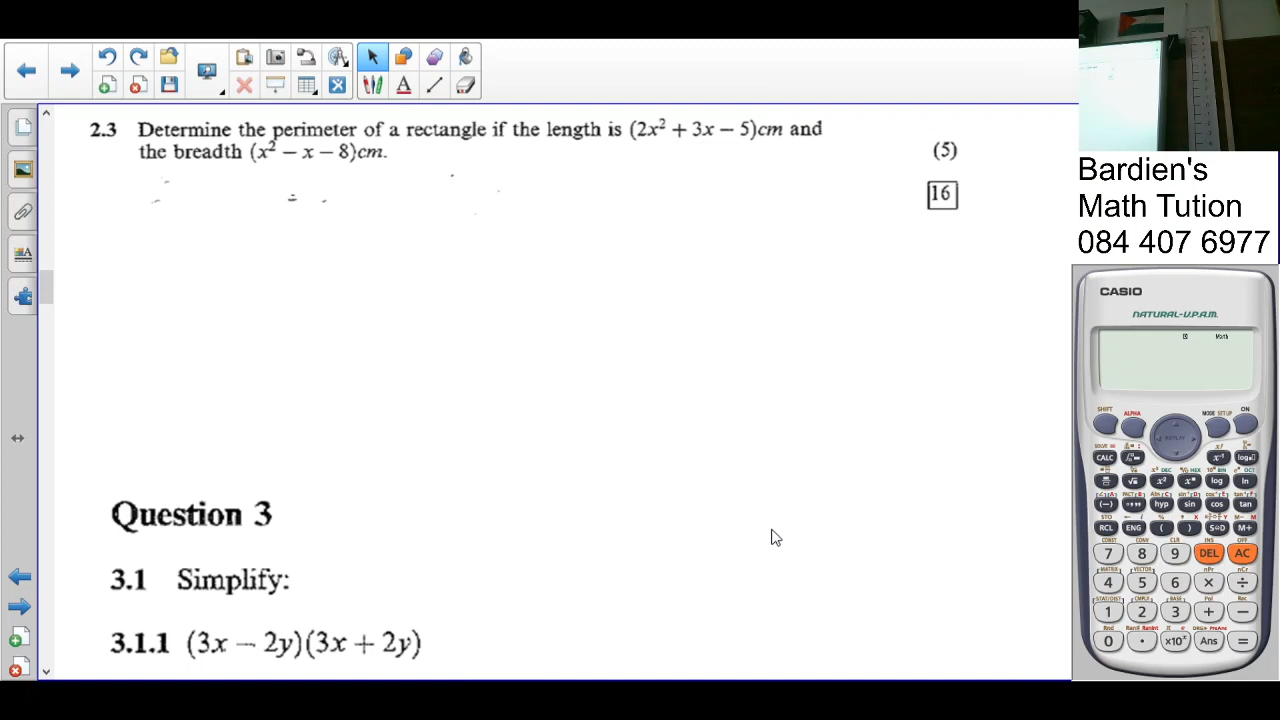 2.3 Determine the perimeter of a rectangle if the length is (2x² + 3x − 5)cm and
the breadth (x² − x − 8)cm.
(5)
16
Question 3
3.1 Simplify:
3.1.1 (3x − 2y)(3x + 2y)
Bardien's
Math Tution
084 407 6977
CASIO
NATURAL-V.P.A.M.
Math
SHIFT ALPHA MODE SETUP ON
REPLAY
CALC log
log ln
hyp sin cos tan
RCL ENG ( ) S⇔D M+
7 8 9 DEL AC
4 5 6 × ÷
1 2 3 + −
0 . ×10ˣ Ans =